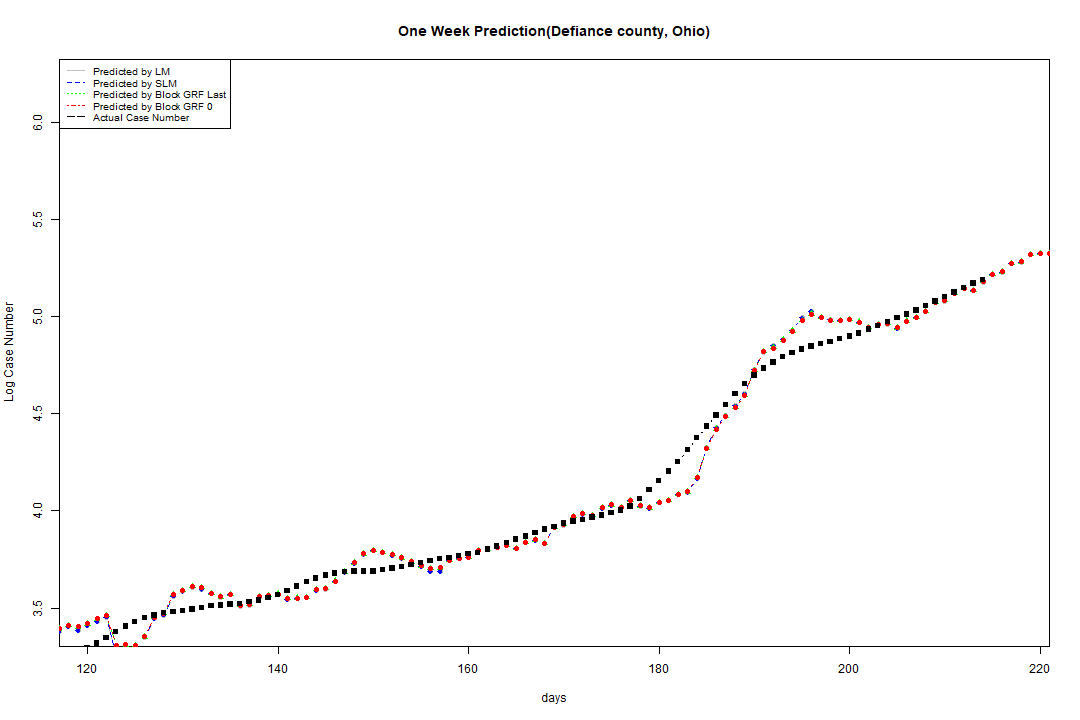 One Week Prediction(Defiance county, Ohio)
Predicted by LM
Predicted by SLM
Predicted by Block GRF Last
Predicted by Block GRF 0
Actual Case Number
6.0
5.5
5.0
4.5
4.0
3.5
Log Case Number
120 140 160 180 200 220
days